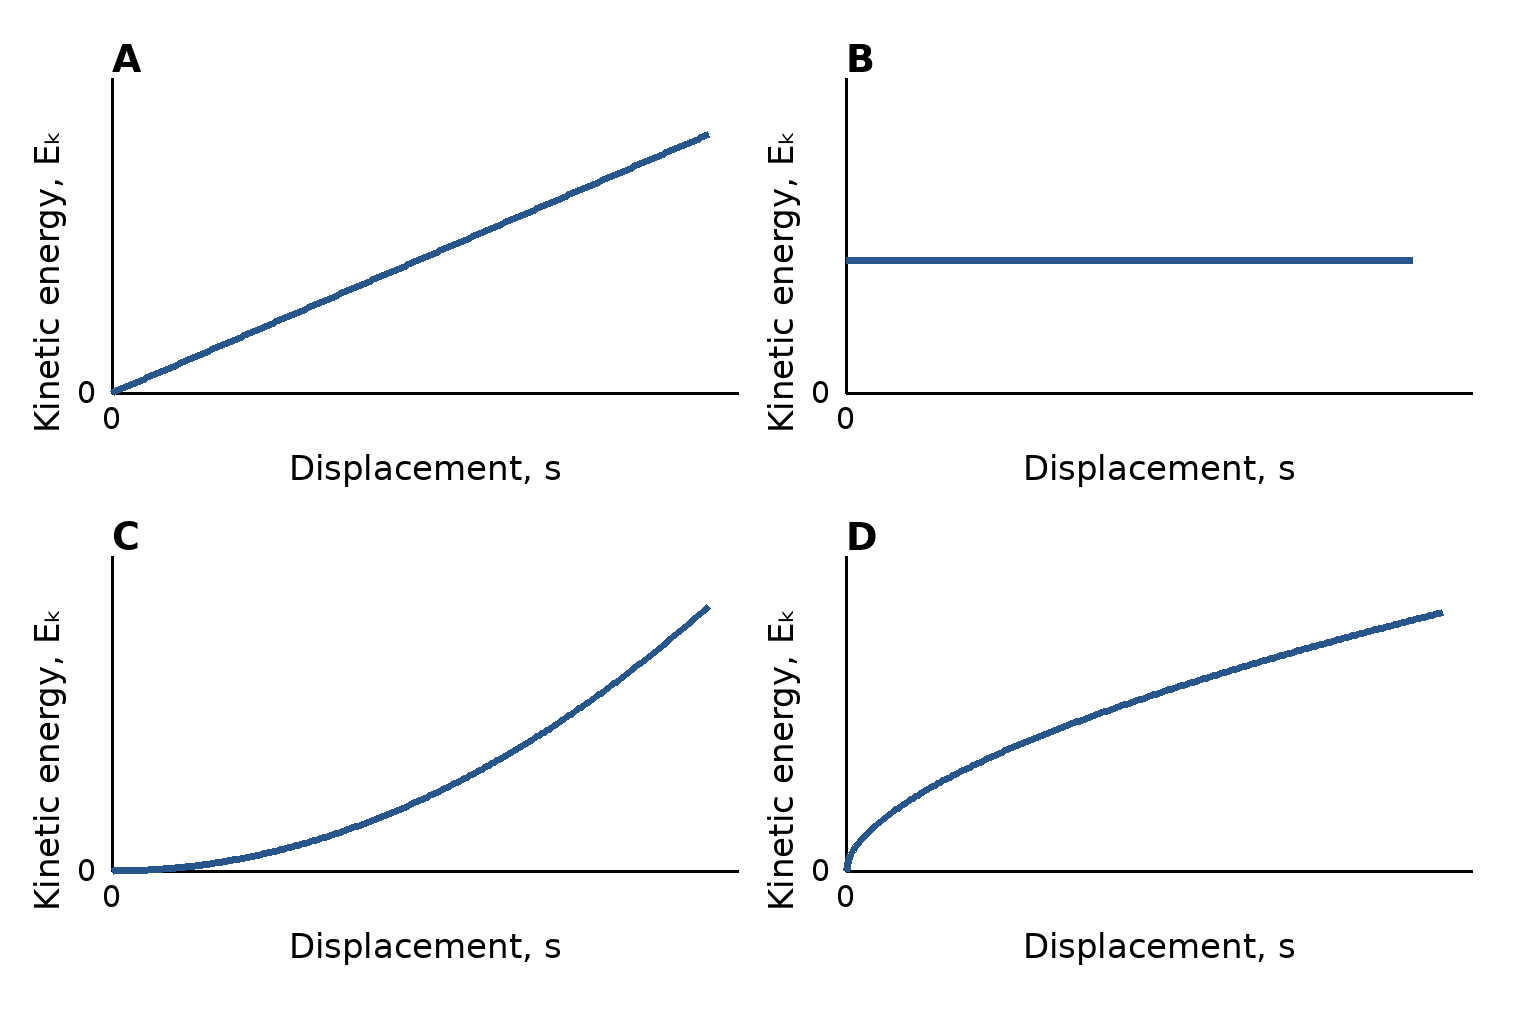 A
Kinetic energy, Eₖ
0
0
Displacement, s
B
Kinetic energy, Eₖ
0
0
Displacement, s
C
Kinetic energy, Eₖ
0
0
Displacement, s
D
Kinetic energy, Eₖ
0
0
Displacement, s